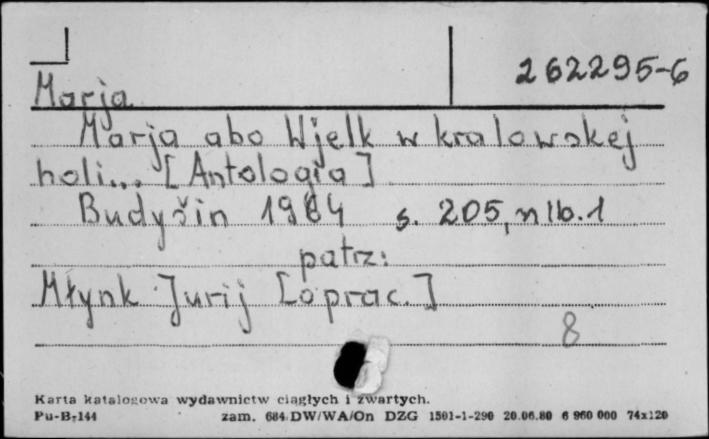 262295-6
Marja
Marja abo Wjelk w kralowskej
holi... [Antologia]
Budyšin 1964 s. 205, nlb. 1
patrz:
Młynk Jurij [oprac.]
8
Karta katalogowa wydawnictw ciągłych i zwartych.
Pu-B-144 zam. 684/DW/WA/On DZG 1501-1-290 20.06.80 6 960 000 74x120